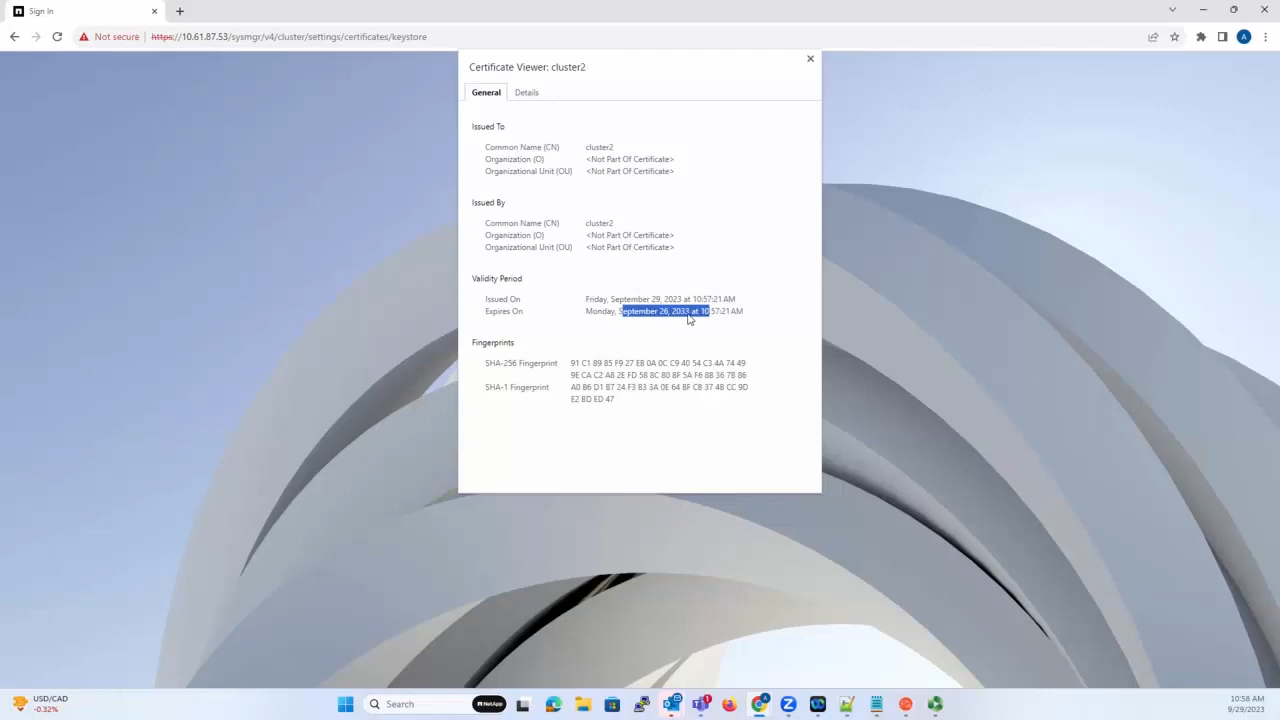 Sign In
Not secure
https://10.61.87.53/sysmgr/v4/cluster/settings/certificates/keystore
A
Certificate Viewer: cluster2
General Details
Issued To
Common Name (CN) cluster2
Organization (O) <Not Part Of Certificate>
Organizational Unit (OU) <Not Part Of Certificate>
Issued By
Common Name (CN) cluster2
Organization (O) <Not Part Of Certificate>
Organizational Unit (OU) <Not Part Of Certificate>
Validity Period
Issued On Friday, September 29, 2023 at 10:57:21 AM
Expires On Monday, September 26, 2033 at 10:57:21 AM
Fingerprints
SHA-256 Fingerprint 91 C1 89 85 F9 27 EB 0A 0C C9 40 54 C3 4A 74 49
9E CA C2 A8 2E FD 58 8C 80 8F 5A F6 8B 36 7B 86
SHA-1 Fingerprint A0 B6 D1 B7 24 F3 B3 3A 0E 64 8F CB 37 4B CC 9D
E2 BD ED 47
USD/CAD
-0.32%
Search
NetApp
10:58 AM
9/29/2023